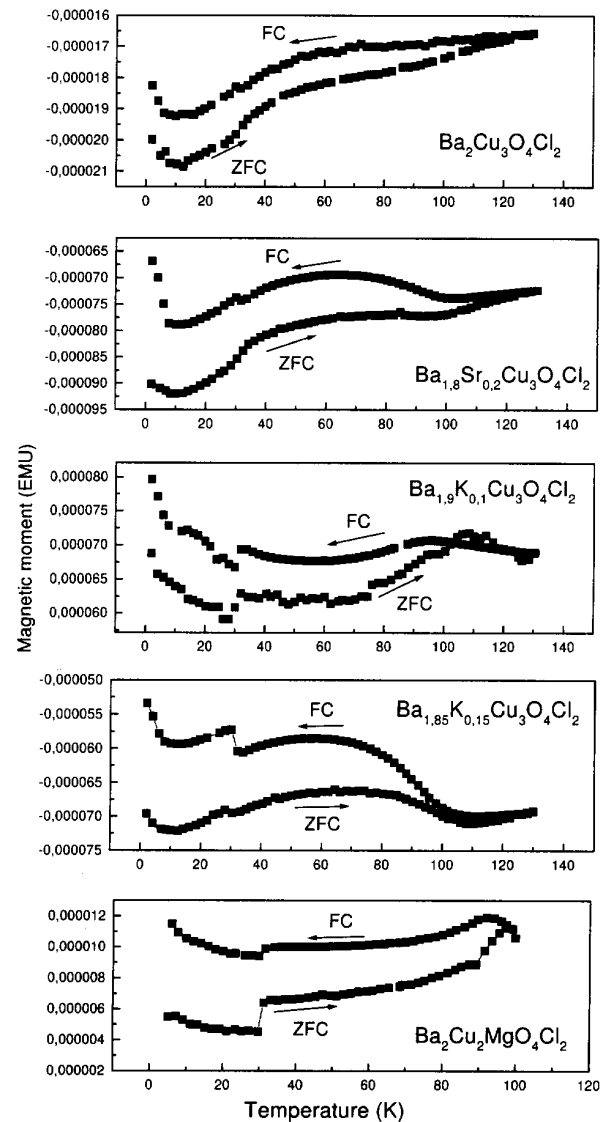 -0,000016
-0,000018
-0,000019
-0,000020
-0,000021
FC
ZFC
Ba2Cu3O4Cl2
0 20 40 60 80 100 120 140
-0,000065
-0,000070
-0,000075
-0,000080
-0,000085
-0,000090
-0,000095
FC
ZFC
Ba1,8Sr0,2Cu3O4Cl2
0 20 40 60 80 100 120 140
Magnetic moment (EMU)
0,000080
0,000075
0,000070
0,000065
0,000060
Ba1,9K0,1Cu3O4Cl2
FC
ZFC
0 20 40 60 80 100 120 140
-0,000050
-0,000055
-0,000060
-0,000065
-0,000070
-0,000075
Ba1,85K0,15Cu3O4Cl2
FC
ZFC
0 20 40 60 80 100 120 140
0,000012
0,000010
0,000008
0,000006
0,000004
0,000002
FC
ZFC
Ba2Cu2MgO4Cl2
0 20 40 60 80 100 120
Temperature (K)